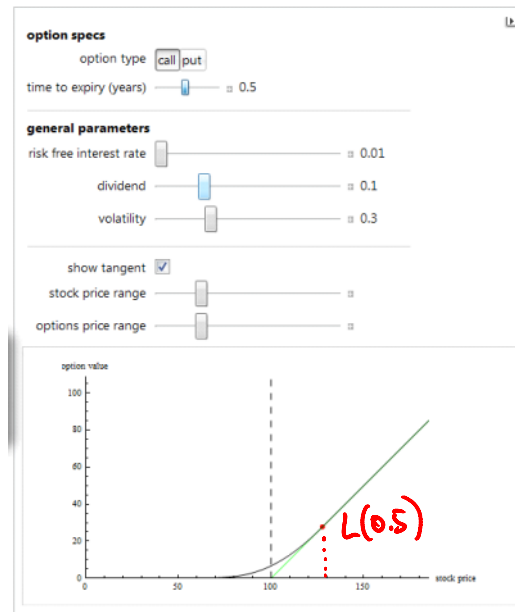 option specs
option type call put
time to expiry (years) 0.5
general parameters
risk free interest rate 0.01
dividend 0.1
volatility 0.3
show tangent
stock price range
options price range
option value
100
80
60
40
20
0
0 50 100 150 stock price
L(0.5)